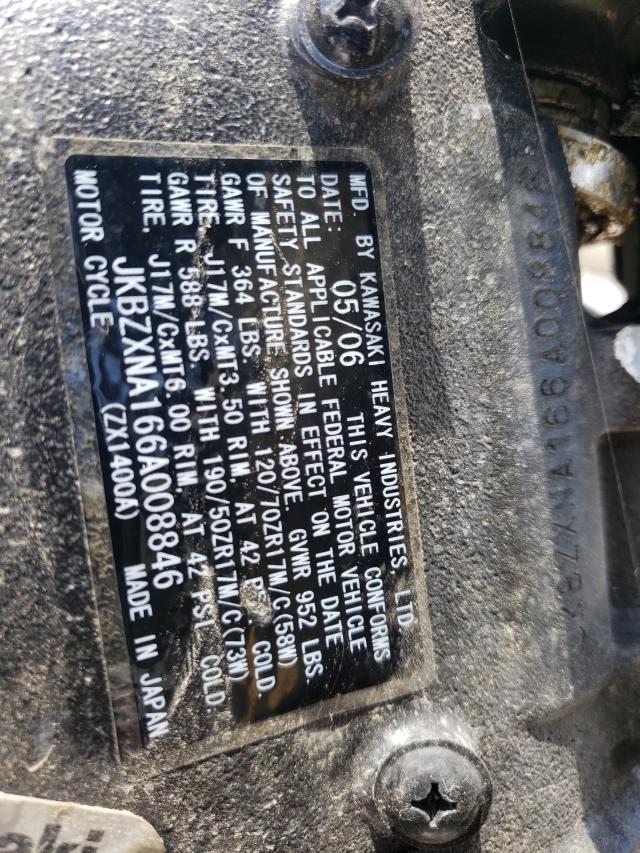 MFD. BY KAWASAKI HEAVY INDUSTRIES, LTD
DATE: 05/06 THIS VEHICLE CONFORMS
TO ALL APPLICABLE FEDERAL MOTOR VEHICLE
SAFETY STANDARDS IN EFFECT ON THE DATE
OF MANUFACTURE SHOWN ABOVE. GVWR 952 LBS.
GAWR F 364 LBS. WITH 120/70ZR17M/C(58W)
TIRE, J17M/CxMT3.50 RIM, AT 42 PSI COLD.
GAWR R 588 LBS. WITH 190/50ZR17M/C(73W)
TIRE, J17M/CxMT6.00 RIM, AT 42 PSI COLD
JKBZXNA166A008846
MOTOR CYCLE (ZX1400A) MADE IN JAPAN
KBZXNA166A008846
aki